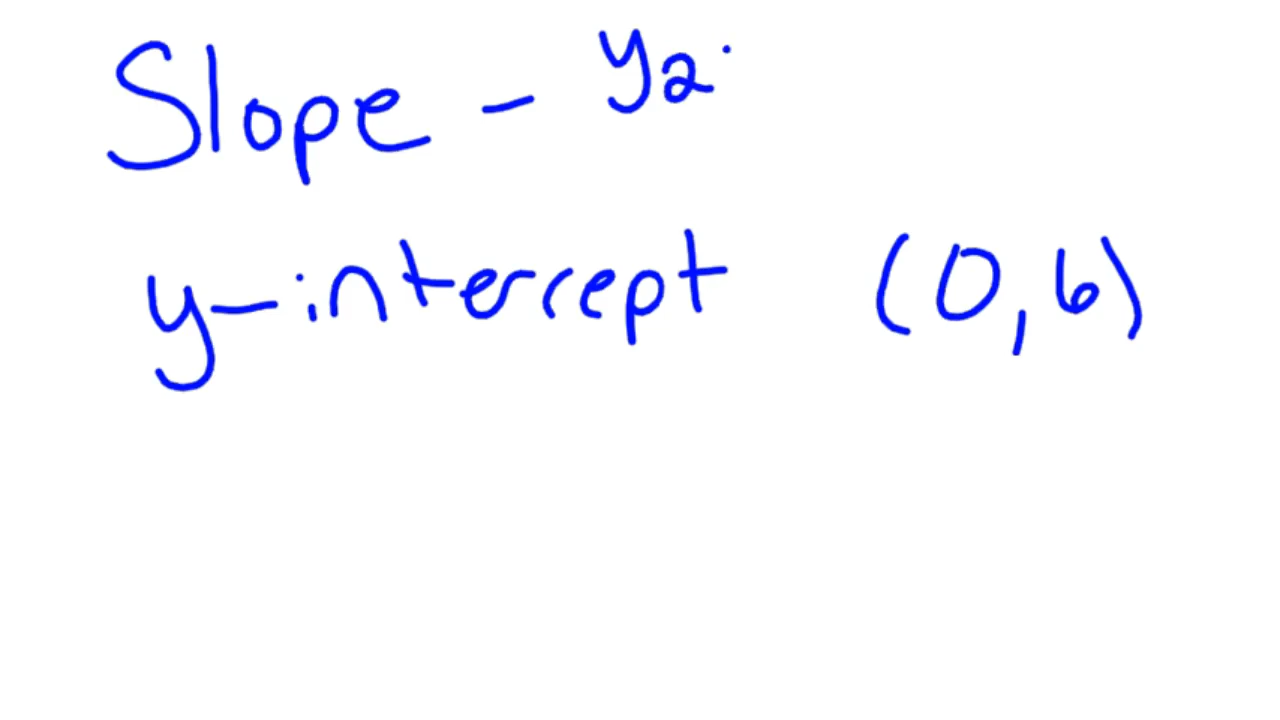 Slope - y₂
y-intercept (0,6)